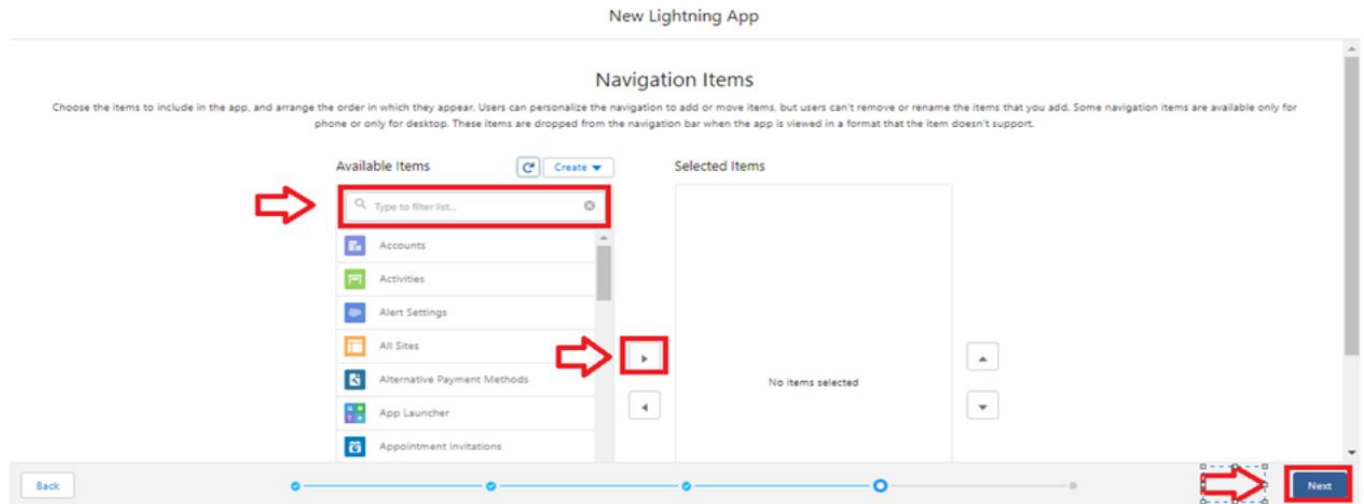 New Lightning App
Navigation Items
Choose the items to include in the app, and arrange the order in which they appear. Users can personalize the navigation to add or move items, but users can't remove or rename the items that you add. Some navigation items are available only for
phone or only for desktop. These items are dropped from the navigation bar when the app is viewed in a format that the item doesn't support.
Available Items
Create
Selected Items
Type to filter list...
Accounts
Activities
Alert Settings
All Sites
Alternative Payment Methods
No items selected
App Launcher
Appointment Invitations
Back
Next